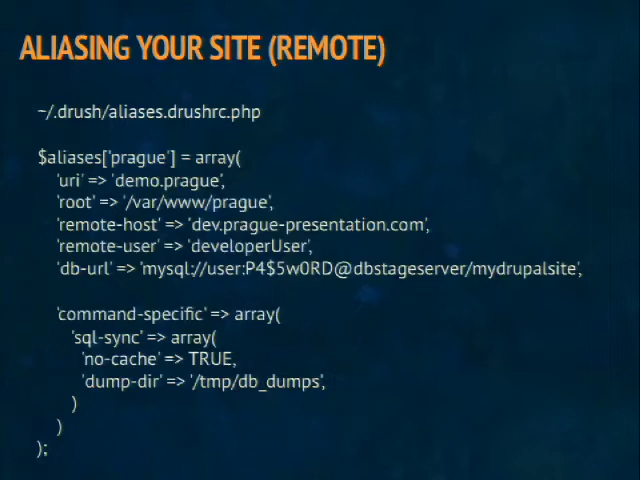 ALIASING YOUR SITE (REMOTE)
~/.drush/aliases.drushrc.php
$aliases['prague'] = array(
'uri' => 'demo.prague',
'root' => '/var/www/prague',
'remote-host' => 'dev.prague-presentation.com',
'remote-user' => 'developerUser',
'db-url' => 'mysql://user:P4$5w0RD@dbstageserver/mydrupalsite',
'command-specific' => array(
'sql-sync' => array(
'no-cache' => TRUE,
'dump-dir' => '/tmp/db_dumps',
)
)
);